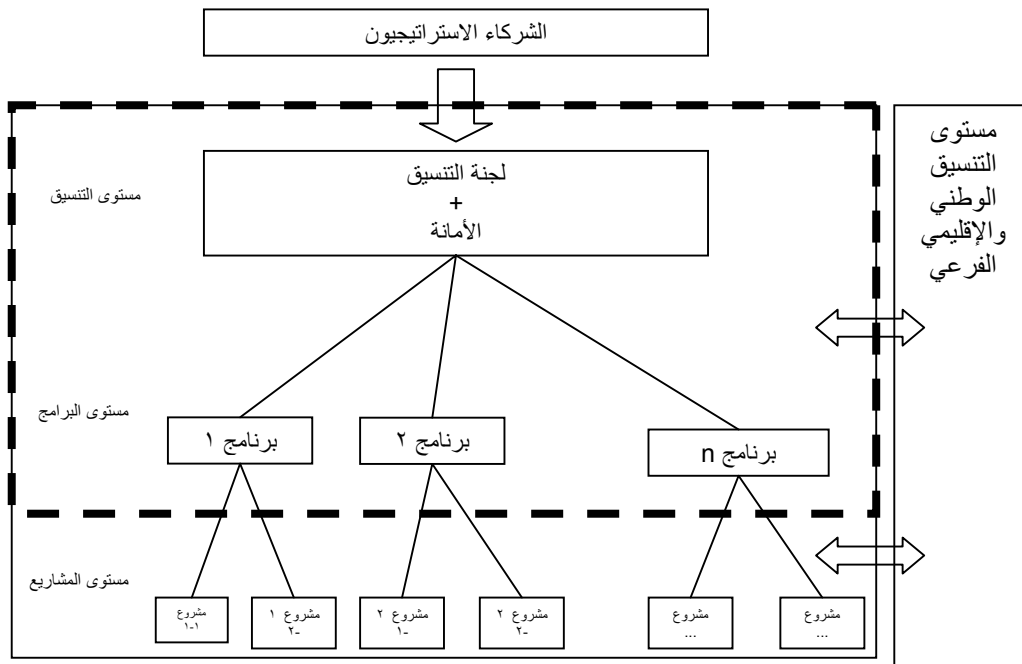 الشركاء الاستراتيجيون
مستوى
التنسيق
الوطني
والإقليمي
الفرعي
مستوى التنسيق
لجنة التنسيق
+
الأمانة
مستوى البرامج
برنامج ١
برنامج ٢
برنامج n
مستوى المشاريع
مشروع
١-١
مشروع ١
-٢
مشروع ٢
-١
مشروع ٢
-٢
مشروع
...
مشروع
...